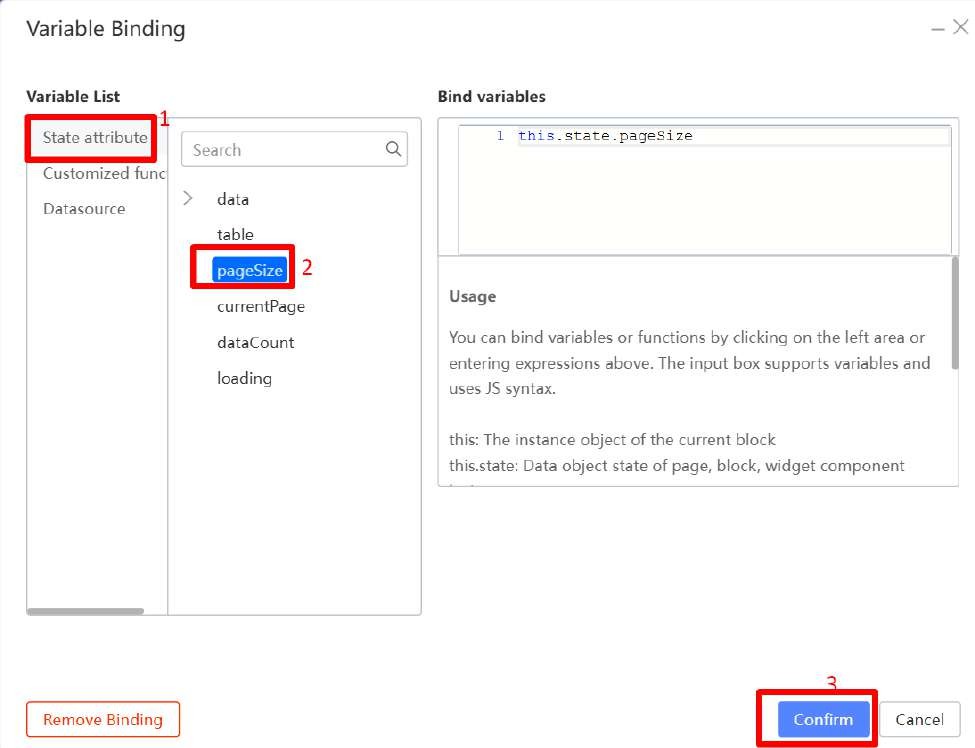 Variable Binding
Variable List
State attribute
1
Customized func
Datasource
Search
data
table
pageSize
2
currentPage
dataCount
loading
Bind variables
1 this.state.pageSize
Usage
You can bind variables or functions by clicking on the left area or
entering expressions above. The input box supports variables and
uses JS syntax.
this: The instance object of the current block
this.state: Data object state of page, block, widget component
Remove Binding
3
Confirm
Cancel